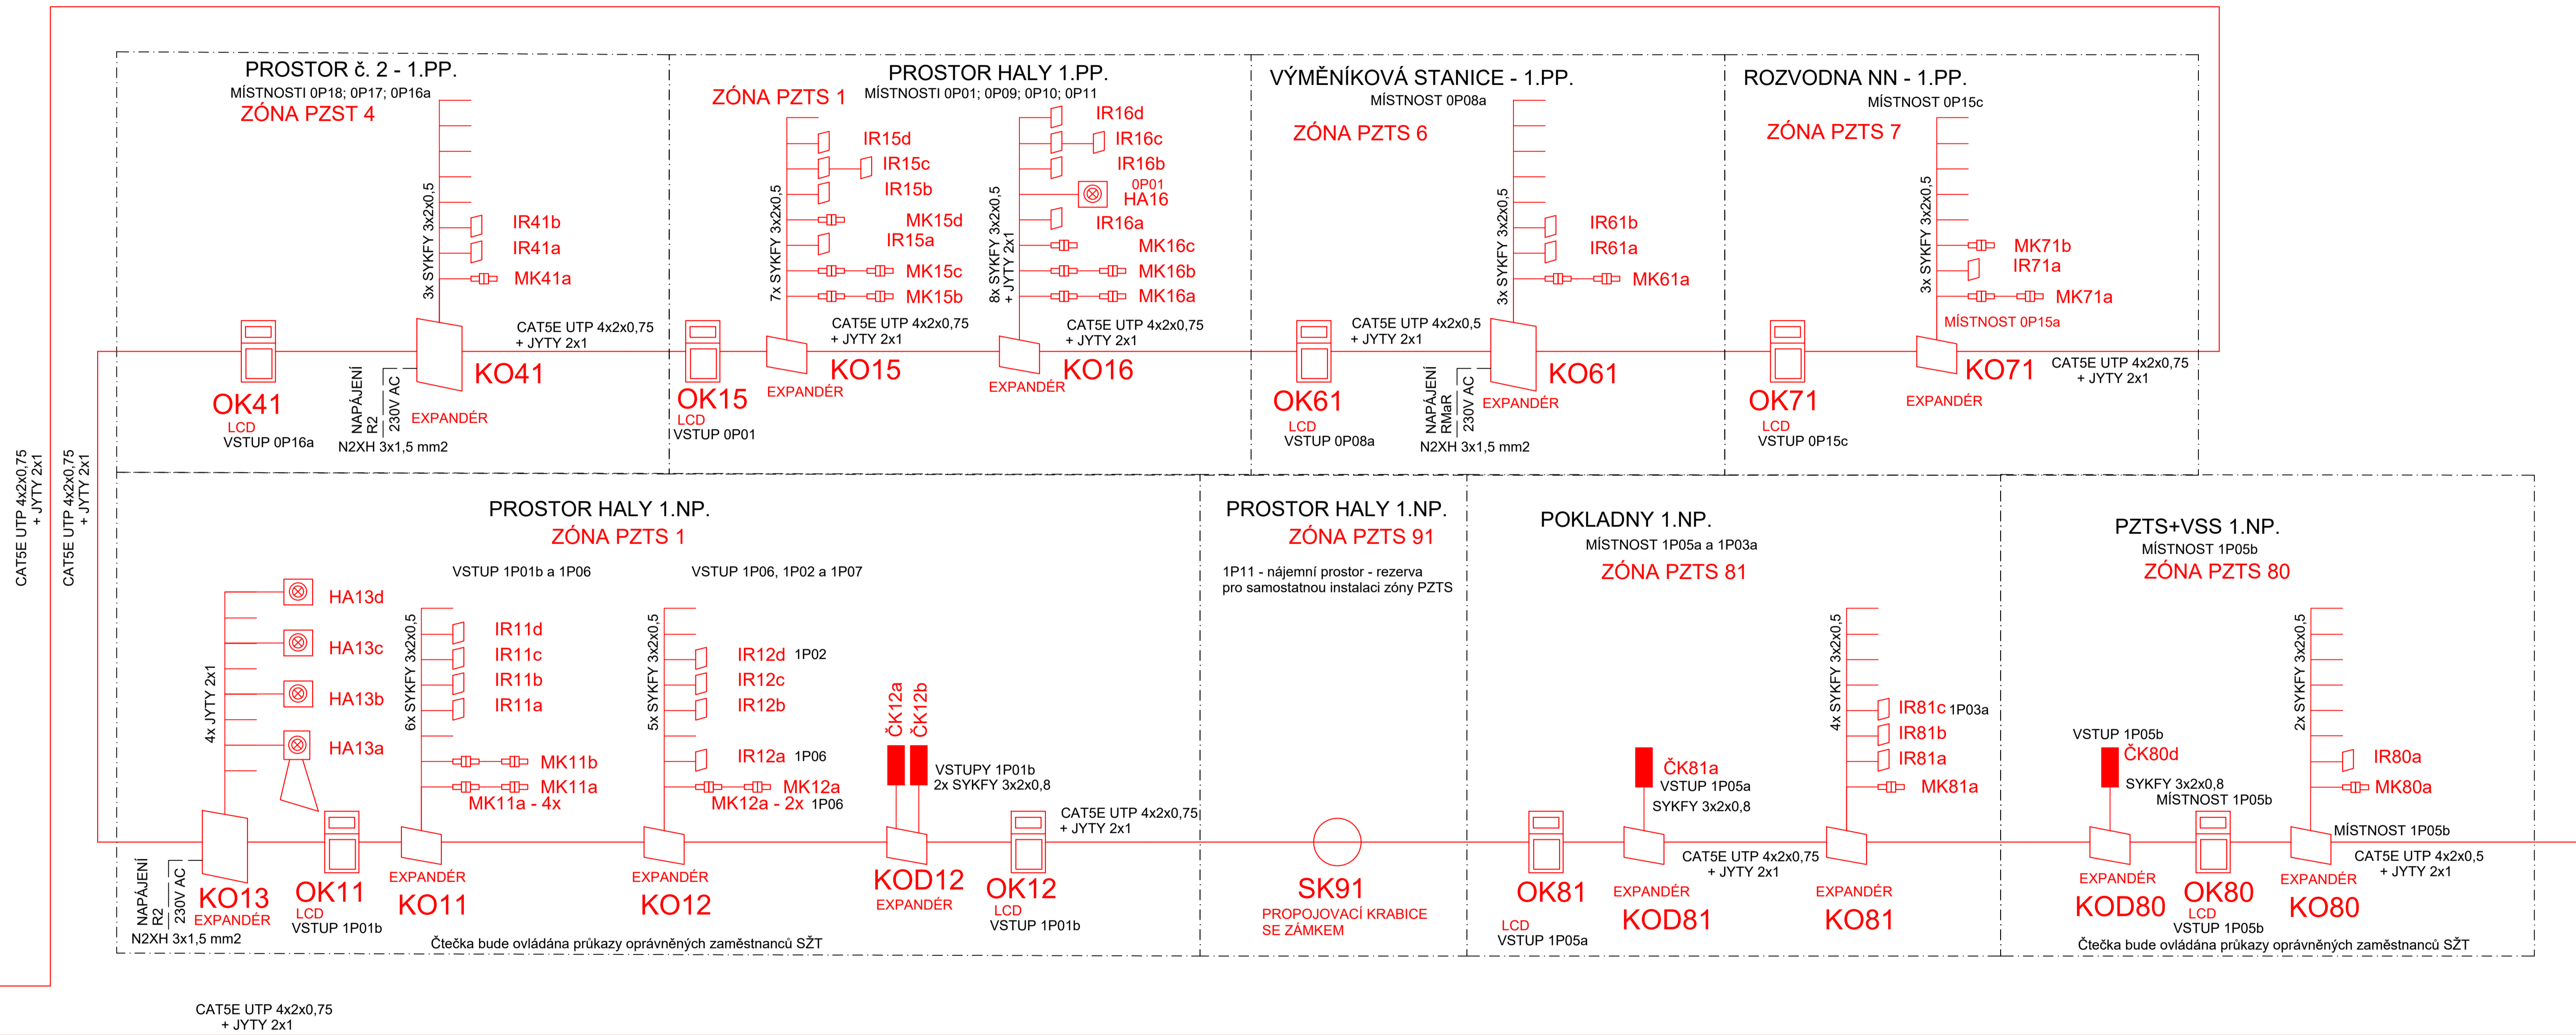 PROSTOR č. 2 - 1.PP.
MÍSTNOSTI 0P18; 0P17; 0P16a
ZÓNA PZST 4
3x SYKFY 3x2x0,5
IR41b
IR41a
MK41a
CAT5E UTP 4x2x0,75
+ JYTY 2x1
OK41
LCD
VSTUP 0P16a
NAPÁJENÍ
R2
230V AC
N2XH 3x1,5 mm2
KO41
EXPANDÉR
PROSTOR HALY 1.PP.
ZÓNA PZTS 1
MÍSTNOSTI 0P01; 0P09; 0P10; 0P11
7x SYKFY 3x2x0,5
IR15d
IR15c
IR15b
MK15d
IR15a
MK15c
MK15b
CAT5E UTP 4x2x0,75
+ JYTY 2x1
OK15
LCD
VSTUP 0P01
KO15
EXPANDÉR
8x SYKFY 3x2x0,5
+ JYTY 2x1
IR16d
IR16c
IR16b
0P01
HA16
IR16a
MK16c
MK16b
MK16a
CAT5E UTP 4x2x0,75
+ JYTY 2x1
KO16
EXPANDÉR
VÝMĚNÍKOVÁ STANICE - 1.PP.
MÍSTNOST 0P08a
ZÓNA PZTS 6
3x SYKFY 3x2x0,5
IR61b
IR61a
MK61a
CAT5E UTP 4x2x0,5
+ JYTY 2x1
OK61
LCD
VSTUP 0P08a
NAPÁJENÍ
RMaR
230V AC
N2XH 3x1,5 mm2
KO61
EXPANDÉR
ROZVODNA NN - 1.PP.
MÍSTNOST 0P15c
ZÓNA PZTS 7
3x SYKFY 3x2x0,5
MK71b
IR71a
MK71a
MÍSTNOST 0P15a
OK71
LCD
VSTUP 0P15c
KO71
EXPANDÉR
CAT5E UTP 4x2x0,75
+ JYTY 2x1
CAT5E UTP 4x2x0,75
+ JYTY 2x1
CAT5E UTP 4x2x0,75
+ JYTY 2x1
PROSTOR HALY 1.NP.
ZÓNA PZTS 1
VSTUP 1P01b a 1P06
VSTUP 1P06, 1P02 a 1P07
4x JYTY 2x1
HA13d
HA13c
HA13b
HA13a
NAPÁJENÍ
R2
230V AC
N2XH 3x1,5 mm2
KO13
EXPANDÉR
OK11
LCD
VSTUP 1P01b
6x SYKFY 3x2x0,5
IR11d
IR11c
IR11b
IR11a
MK11b
MK11a
MK11a - 4x
EXPANDÉR
KO11
5x SYKFY 3x2x0,5
IR12d 1P02
IR12c
IR12b
IR12a 1P06
MK12a
MK12a - 2x 1P06
EXPANDÉR
KO12
ČK12a
ČK12b
VSTUPY 1P01b
2x SYKFY 3x2x0,8
KOD12
EXPANDÉR
OK12
LCD
VSTUP 1P01b
CAT5E UTP 4x2x0,75
+ JYTY 2x1
Čtečka bude ovládána průkazy oprávněných zaměstnanců SŽT
PROSTOR HALY 1.NP.
ZÓNA PZTS 91
1P11 - nájemní prostor - rezerva
pro samostatnou instalaci zóny PZTS
SK91
PROPOJOVACÍ KRABICE
SE ZÁMKEM
POKLADNY 1.NP.
MÍSTNOST 1P05a a 1P03a
ZÓNA PZTS 81
OK81
LCD
VSTUP 1P05a
ČK81a
VSTUP 1P05a
SYKFY 3x2x0,8
EXPANDÉR
KOD81
CAT5E UTP 4x2x0,75
+ JYTY 2x1
4x SYKFY 3x2x0,5
IR81c 1P03a
IR81b
IR81a
MK81a
EXPANDÉR
KO81
PZTS+VSS 1.NP.
MÍSTNOST 1P05b
ZÓNA PZTS 80
VSTUP 1P05b
ČK80d
SYKFY 3x2x0,8
MÍSTNOST 1P05b
EXPANDÉR
KOD80
OK80
LCD
VSTUP 1P05b
2x SYKFY 3x2x0,5
IR80a
MK80a
MÍSTNOST 1P05b
CAT5E UTP 4x2x0,5
+ JYTY 2x1
EXPANDÉR
KO80
Čtečka bude ovládána průkazy oprávněných zaměstnanců SŽT
CAT5E UTP 4x2x0,75
+ JYTY 2x1